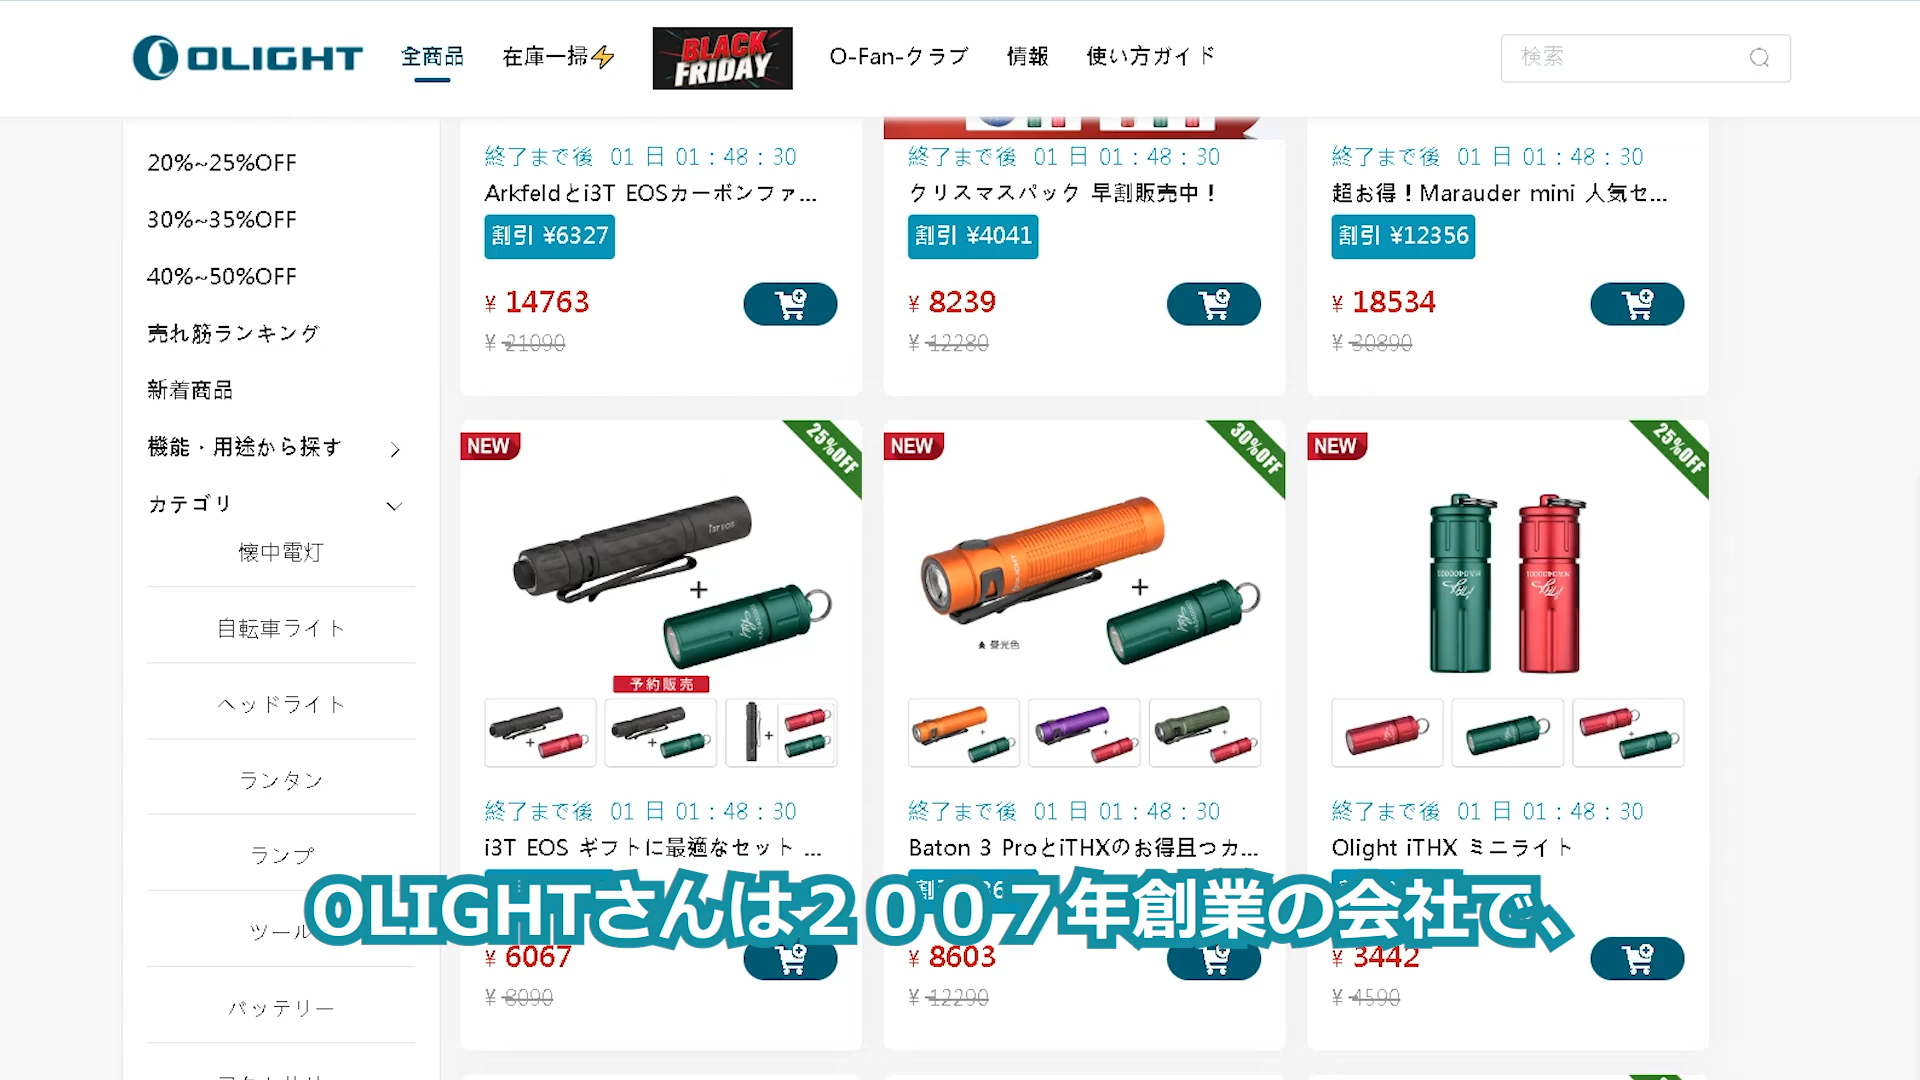 OLIGHT
全商品
在庫一掃⚡
BLACK FRIDAY
O-Fan-クラブ
情報
使い方ガイド
検索
20%~25%OFF
30%~35%OFF
40%~50%OFF
売れ筋ランキング
新着商品
機能・用途から探す
カテゴリ
懐中電灯
自転車ライト
ヘッドライト
ランタン
ランプ
ツール
バッテリー
終了まで後 01 日 01 : 48 : 30
Arkfeldとi3T EOSカーボンファ...
割引 ¥6327
¥ 14763
¥ 21090
終了まで後 01 日 01 : 48 : 30
クリスマスパック 早割販売中！
割引 ¥4041
¥ 8239
¥ 12280
終了まで後 01 日 01 : 48 : 30
超お得！Marauder mini 人気セ...
割引 ¥12356
¥ 18534
¥ 30890
NEW
25%OFF
i3T EOS
+
予約販売
終了まで後 01 日 01 : 48 : 30
i3T EOS ギフトに最適なセット ...
¥ 6067
¥ 8090
NEW
30%OFF
OLIGHT
+
昼光色
終了まで後 01 日 01 : 48 : 30
Baton 3 ProとiTHXのお得且つカ...
¥ 8603
¥ 12290
NEW
25%OFF
終了まで後 01 日 01 : 48 : 30
Olight iTHX ミニライト
¥ 3442
¥ 4590
OLIGHTさんは２００７年創業の会社で、